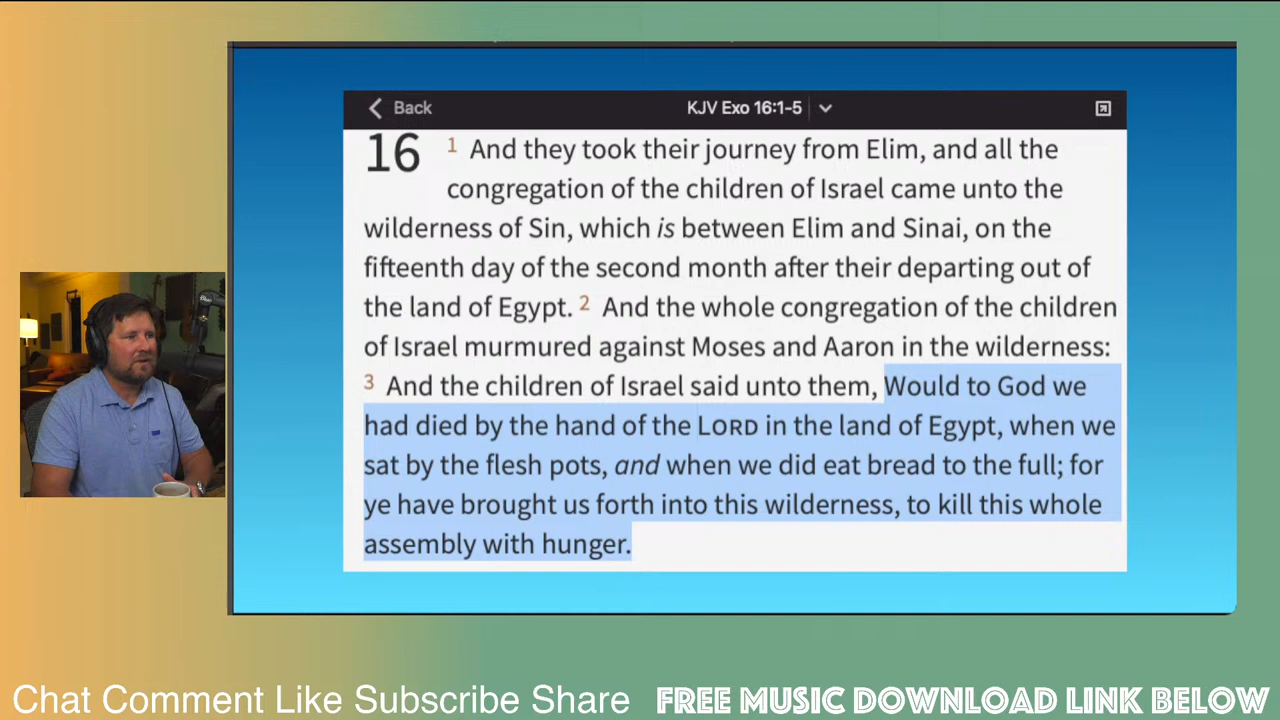 Back
KJV Exo 16:1-5
16 1 And they took their journey from Elim, and all the
congregation of the children of Israel came unto the
wilderness of Sin, which is between Elim and Sinai, on the
fifteenth day of the second month after their departing out of
the land of Egypt. 2 And the whole congregation of the children
of Israel murmured against Moses and Aaron in the wilderness:
3 And the children of Israel said unto them, Would to God we
had died by the hand of the LORD in the land of Egypt, when we
sat by the flesh pots, and when we did eat bread to the full; for
ye have brought us forth into this wilderness, to kill this whole
assembly with hunger.
Chat Comment Like Subscribe Share
FREE MUSIC DOWNLOAD LINK BELOW